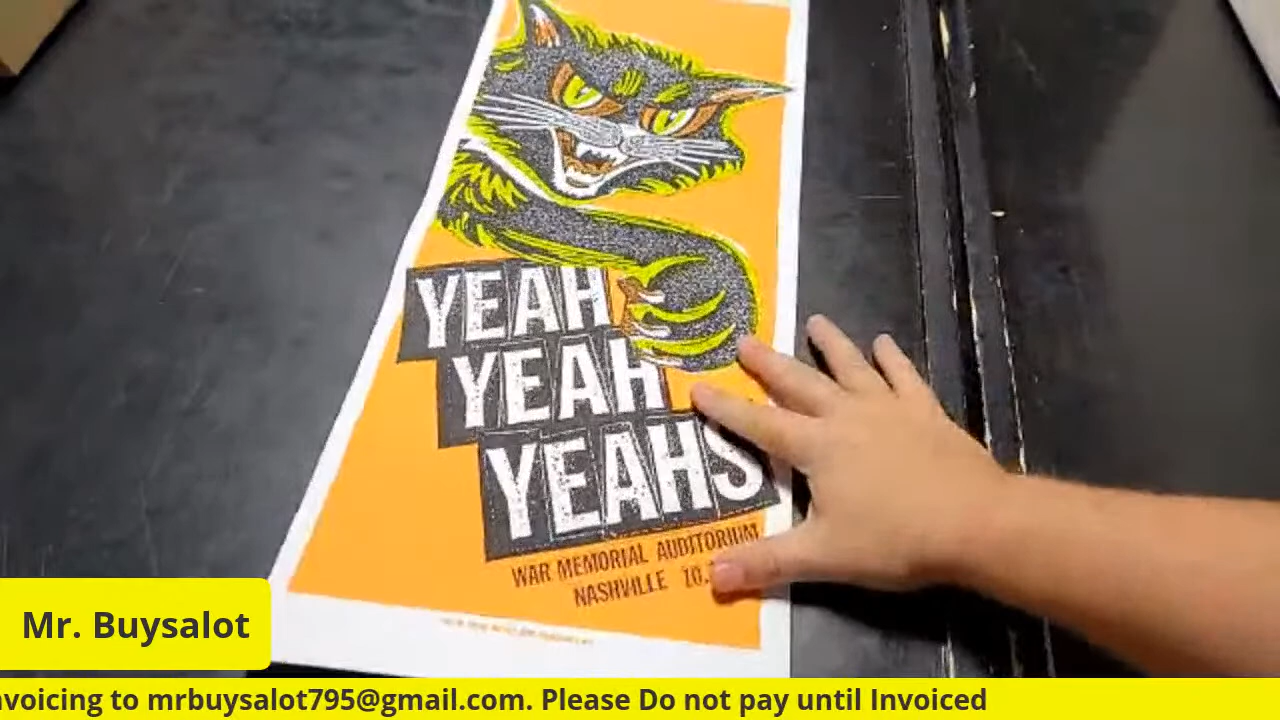 YEAH
YEAH
YEAHS
WAR MEMORIAL AUDITORIUM
NASHVILLE 10.
Mr. Buysalot
nvoicing to mrbuysalot795@gmail.com. Please Do not pay until Invoiced